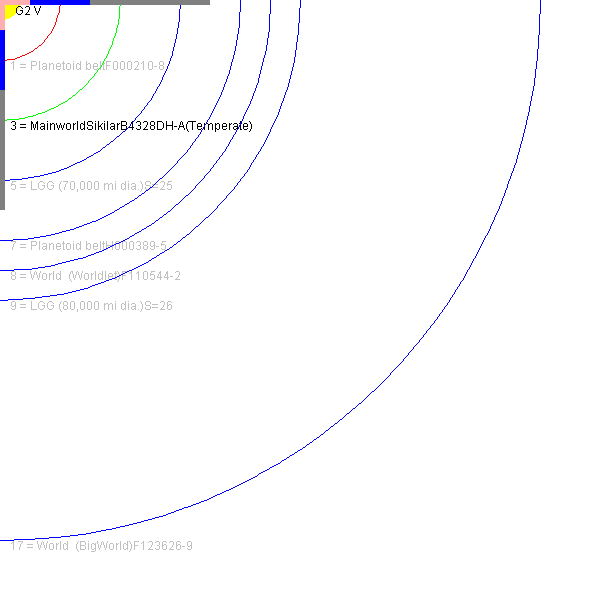 G2 V
1 = Planetoid beltF000210-8
3 = MainworldSikilarB4328DH-A(Temperate)
5 = LGG (70,000 mi dia.)S=25
7 = Planetoid beltH000389-5
8 = World  (Worldlet)F110544-2
9 = LGG (80,000 mi dia.)S=26
17 = World  (BigWorld)F123626-9